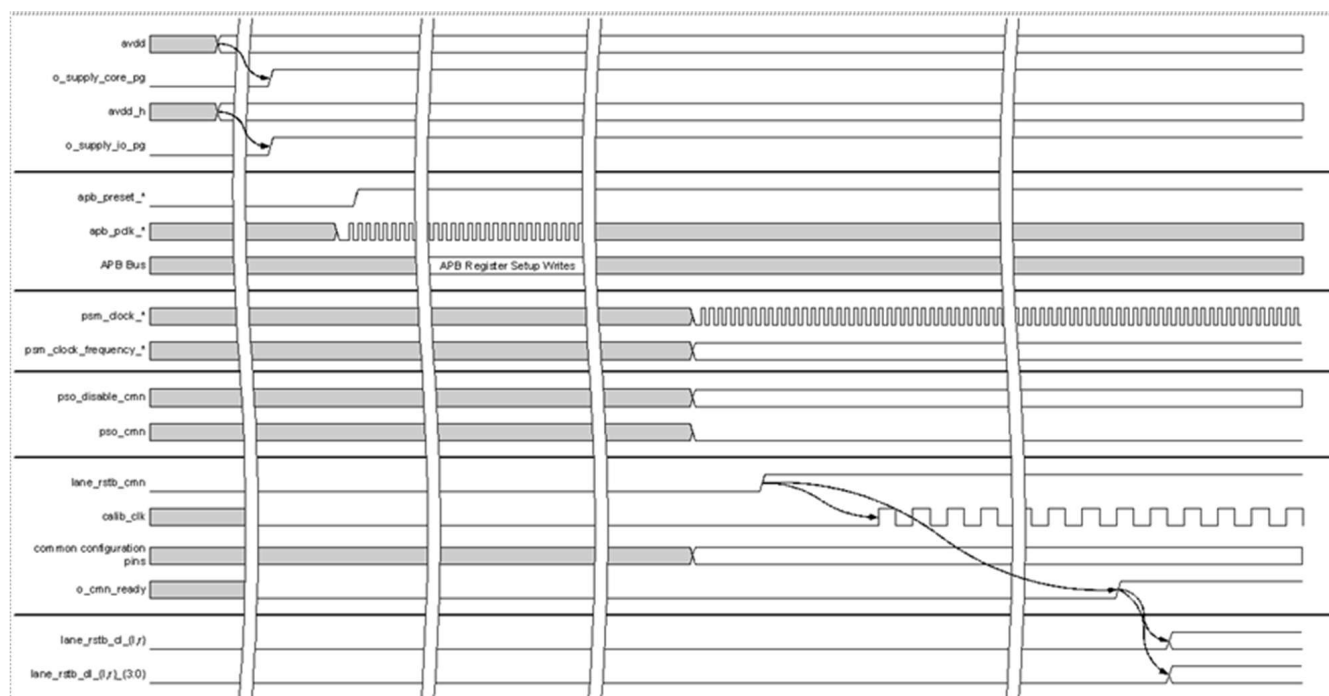 avdd
o_supply_core_pg
avdd_h
o_supply_io_pg
apb_preset_*
apb_pclk_*
APB Bus
APB Register Setup Writes
psm_clock_*
psm_clock_frequency_*
pso_disable_cmn
pso_cmn
lane_rstb_cmn
calib_clk
common configuration
pins
o_cmn_ready
lane_rstb_cl_(l,r)
lane_rstb_dl_(l,r)_(3:0)